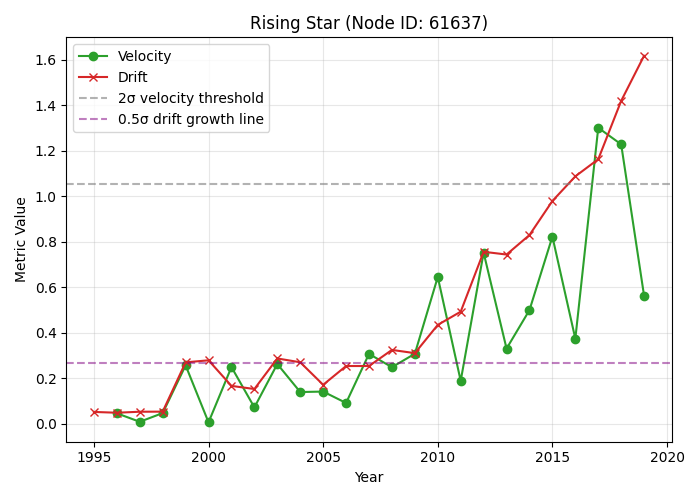 Rising Star (Node ID: 61637)
Velocity
Drift
2σ velocity threshold
0.5σ drift growth line
Metric Value
1.6
1.4
1.2
1.0
0.8
0.6
0.4
0.2
0.0
1995 2000 2005 2010 2015 2020
Year